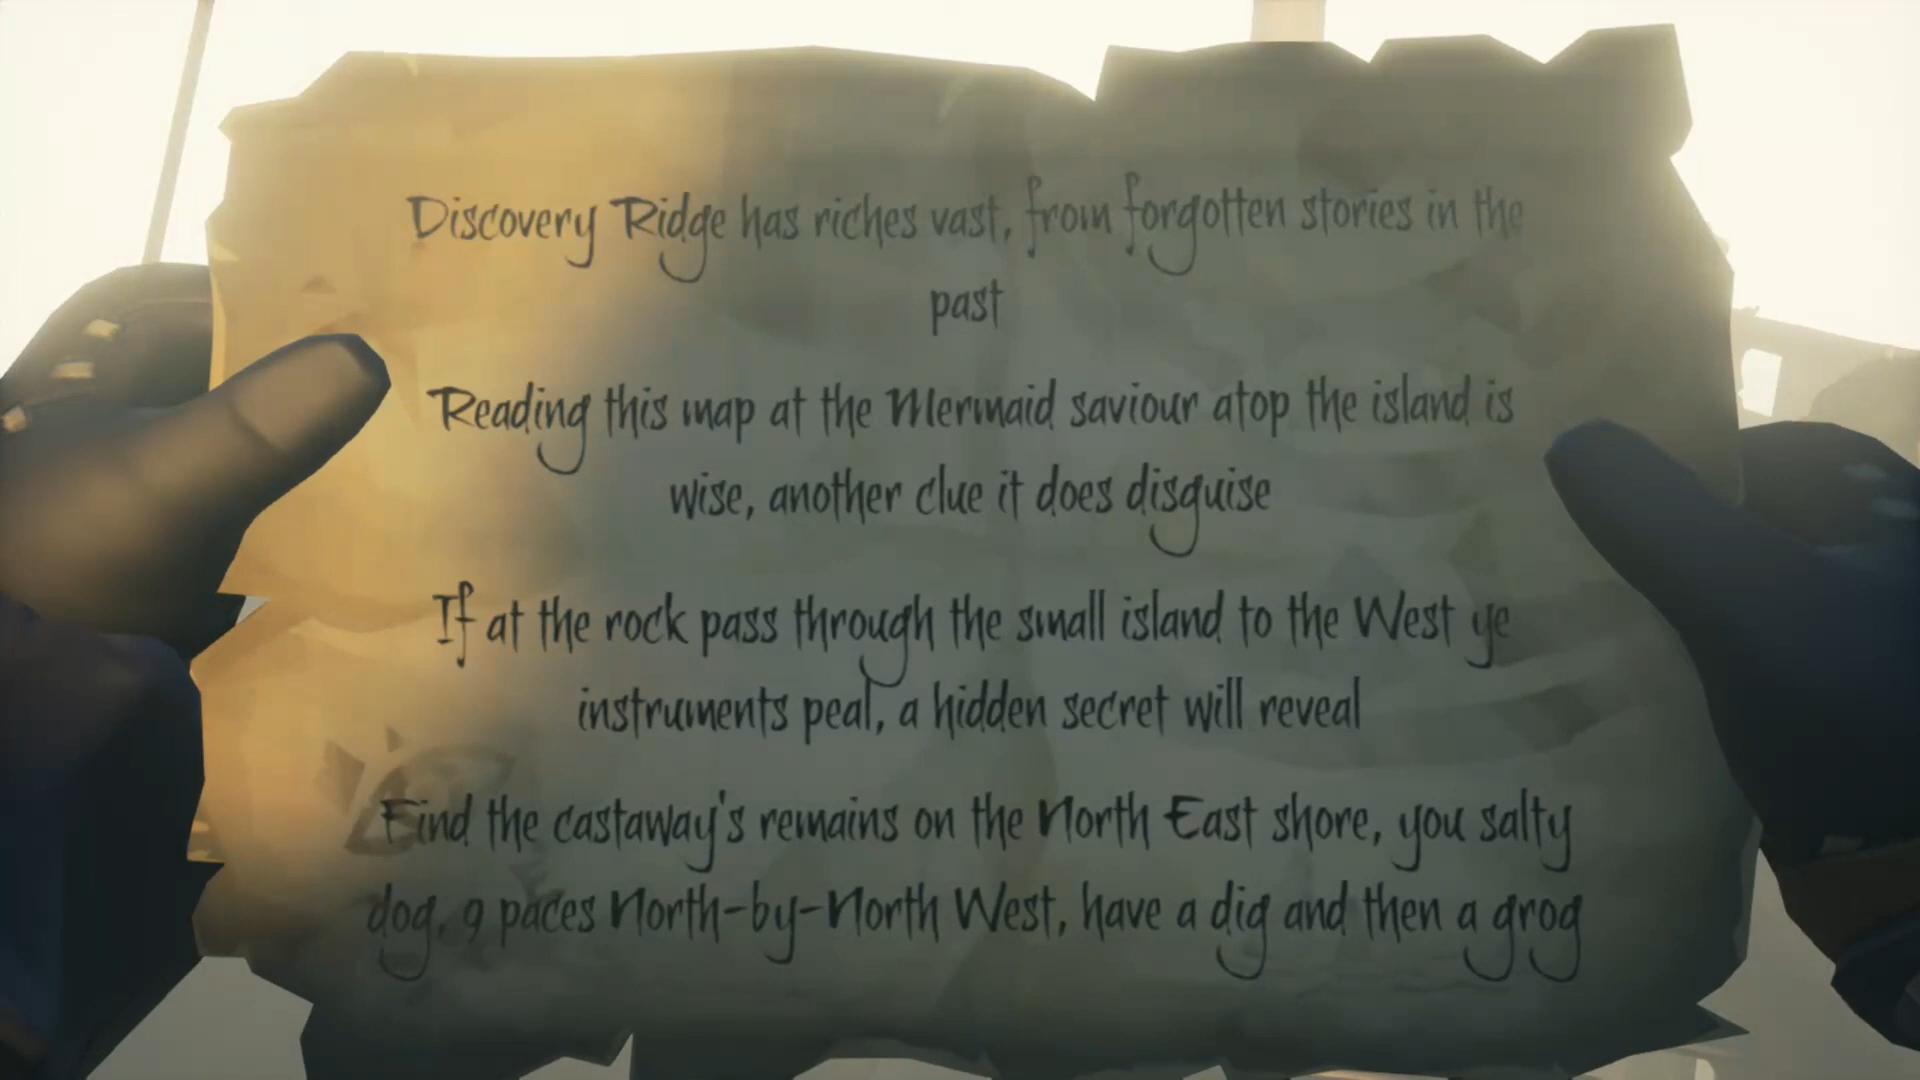 Discovery Ridge has riches vast, from forgotten stories in the
past
Reading this map at the Mermaid saviour atop the island is
wise, another clue it does disguise
If at the rock pass through the small island to the West ye
instruments peal, a hidden secret will reveal
Find the castaway's remains on the North East shore, you salty
dog, 9 paces North-by-North West, have a dig and then a grog